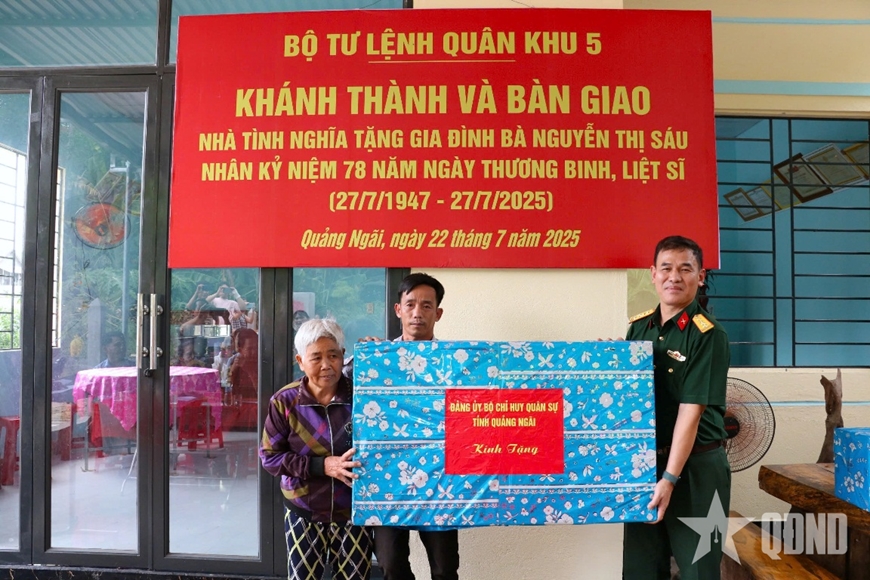 BỘ TƯ LỆNH QUÂN KHU 5
KHÁNH THÀNH VÀ BÀN GIAO
NHÀ TÌNH NGHĨA TẶNG GIA ĐÌNH BÀ NGUYỄN THỊ SÁU
NHÂN KỶ NIỆM 78 NĂM NGÀY THƯƠNG BINH, LIỆT SĨ
(27/7/1947 - 27/7/2025)
Quảng Ngãi, ngày 22 tháng 7 năm 2025
ĐẢNG ỦY, BỘ CHỈ HUY QUÂN SỰ
TỈNH QUẢNG NGÃI
Kính Tặng
QĐND